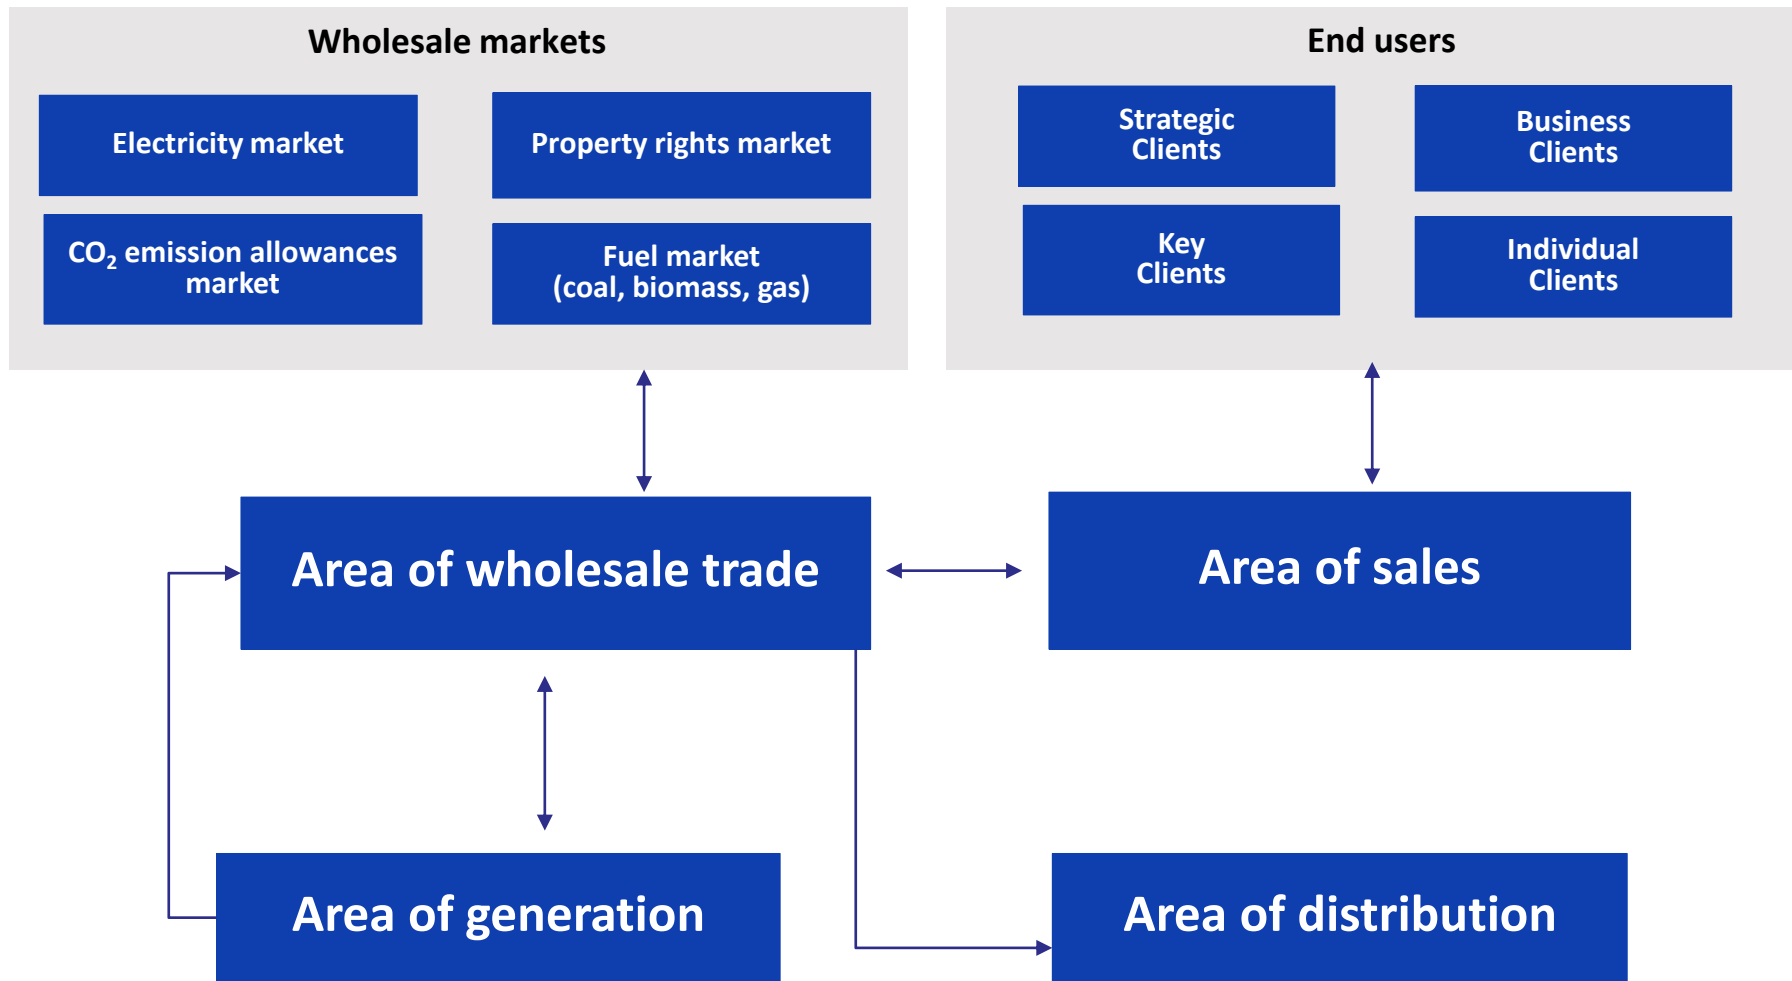 Wholesale markets
Electricity market
Property rights market
CO₂ emission allowances
market
Fuel market
(coal, biomass, gas)
End users
Strategic
Clients
Business
Clients
Key
Clients
Individual
Clients
Area of wholesale trade
Area of sales
Area of generation
Area of distribution